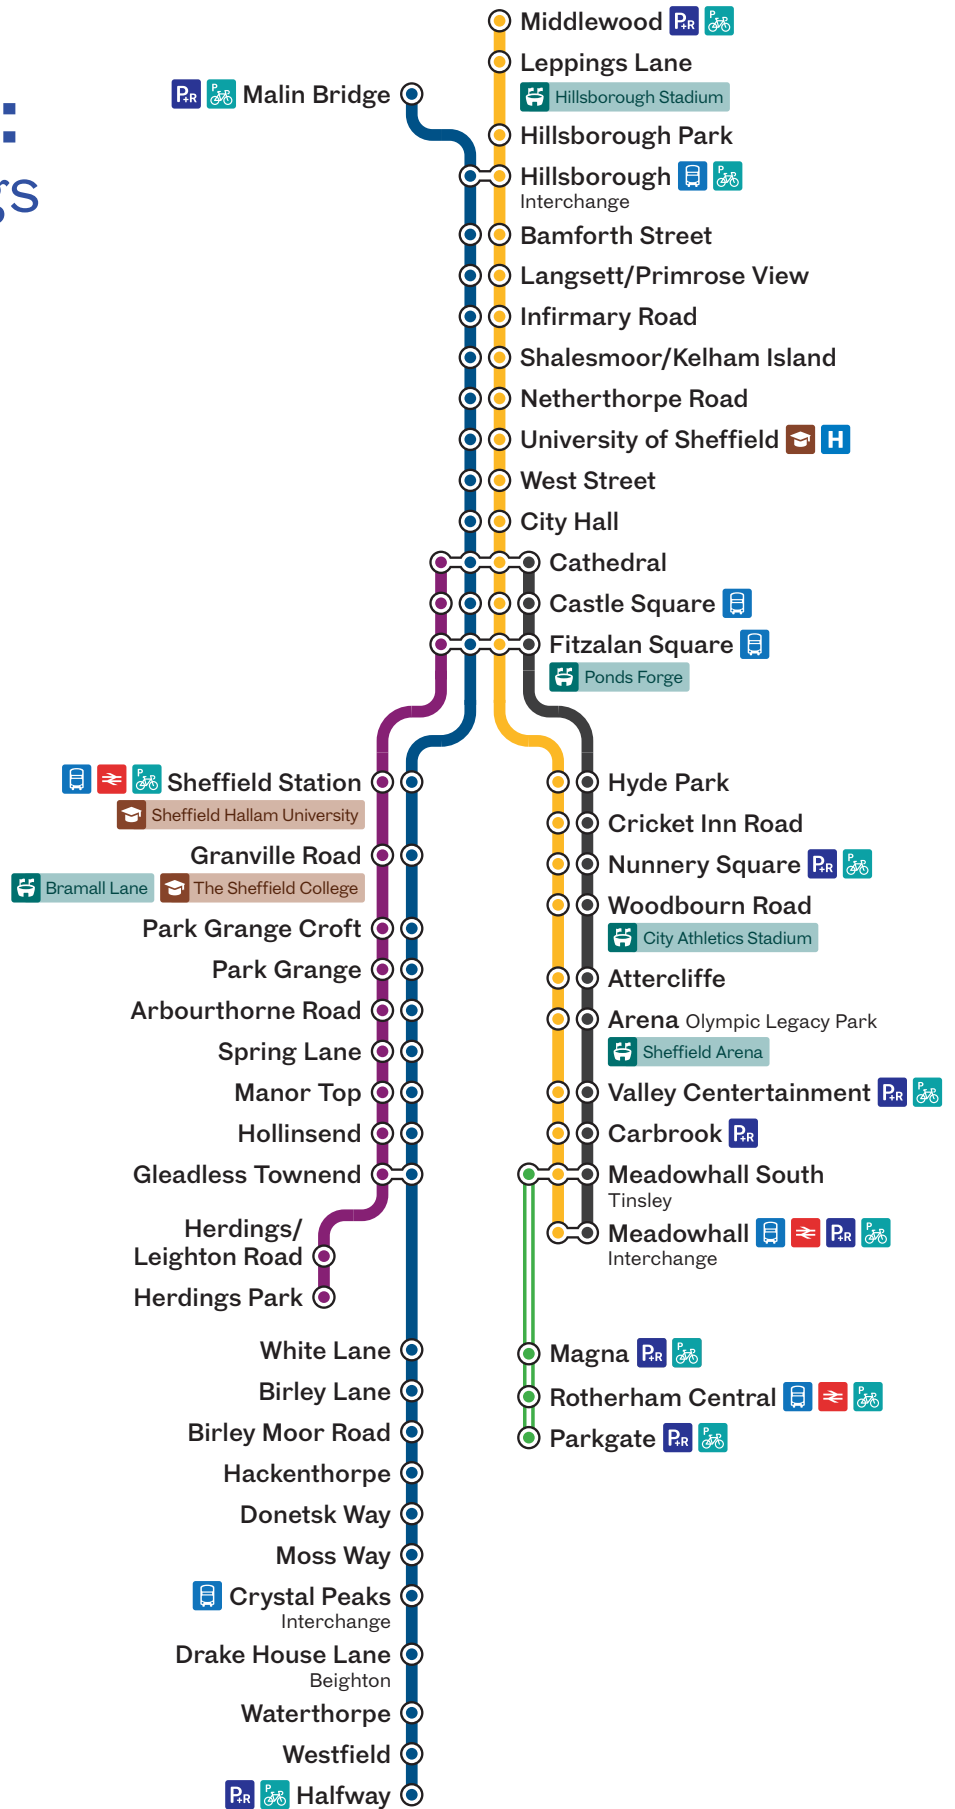 :
gs
Middlewood P+R P
Leppings Lane
Hillsborough Stadium
P+R P Malin Bridge
Hillsborough Park
Hillsborough P
Interchange
Bamforth Street
Langsett/Primrose View
Infirmary Road
Shalesmoor/Kelham Island
Netherthorpe Road
University of Sheffield H
West Street
City Hall
Cathedral
Castle Square
Fitzalan Square
Ponds Forge
P Sheffield Station
Sheffield Hallam University
Granville Road
Bramall Lane The Sheffield College
Park Grange Croft
Park Grange
Arbourthorne Road
Spring Lane
Manor Top
Hollinsend
Gleadless Townend
Herdings/
Leighton Road
Herdings Park
White Lane
Birley Lane
Birley Moor Road
Hackenthorpe
Donetsk Way
Moss Way
Crystal Peaks
Interchange
Drake House Lane
Beighton
Waterthorpe
Westfield
P+R P Halfway
Hyde Park
Cricket Inn Road
Nunnery Square P+R P
Woodbourn Road
City Athletics Stadium
Attercliffe
Arena Olympic Legacy Park
Sheffield Arena
Valley Centertainment P+R P
Carbrook P+R
Meadowhall South
Tinsley
Meadowhall P+R P
Interchange
Magna P+R P
Rotherham Central P
Parkgate P+R P